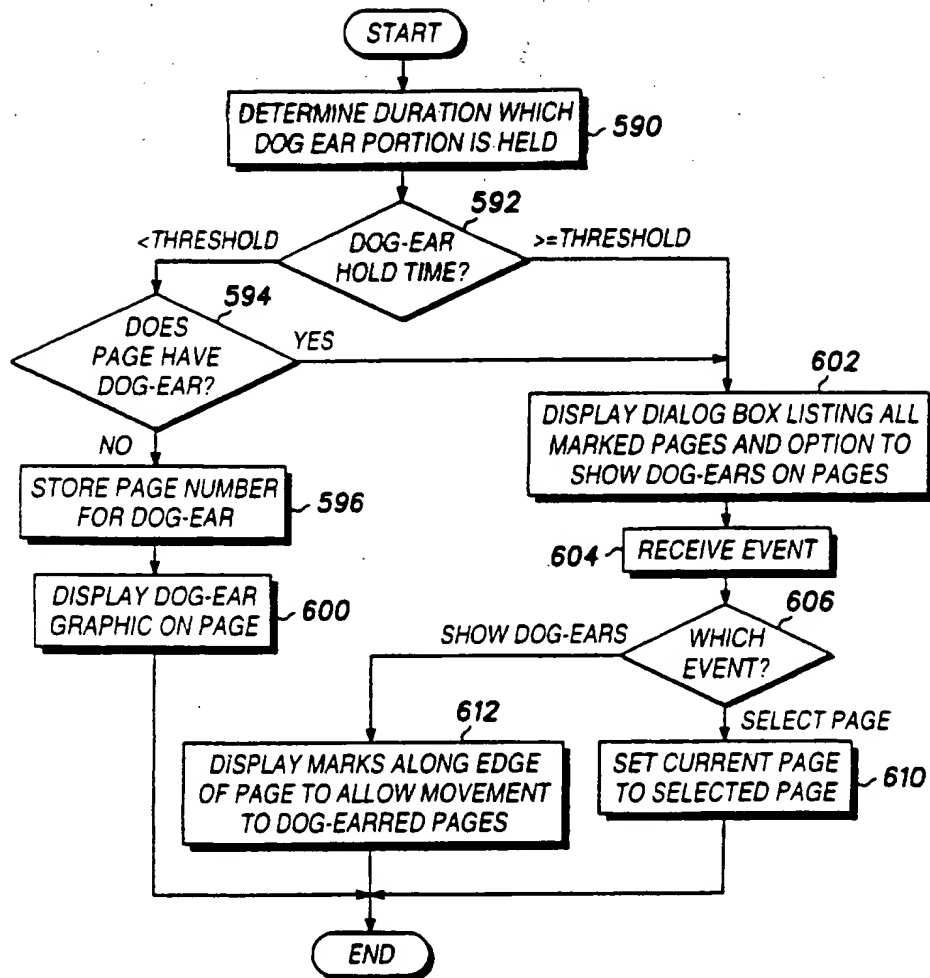 START
DETERMINE DURATION WHICH
DOG EAR PORTION IS HELD
590
592
<THRESHOLD
DOG-EAR
HOLD TIME?
>=THRESHOLD
594
DOES
PAGE HAVE
DOG-EAR?
YES
NO
STORE PAGE NUMBER
FOR DOG-EAR
596
DISPLAY DOG-EAR
GRAPHIC ON PAGE
600
602
DISPLAY DIALOG BOX LISTING ALL
MARKED PAGES AND OPTION TO
SHOW DOG-EARS ON PAGES
604
RECEIVE EVENT
606
SHOW DOG-EARS
WHICH
EVENT?
SELECT PAGE
612
DISPLAY MARKS ALONG EDGE
OF PAGE TO ALLOW MOVEMENT
TO DOG-EARRED PAGES
SET CURRENT PAGE
TO SELECTED PAGE
610
END